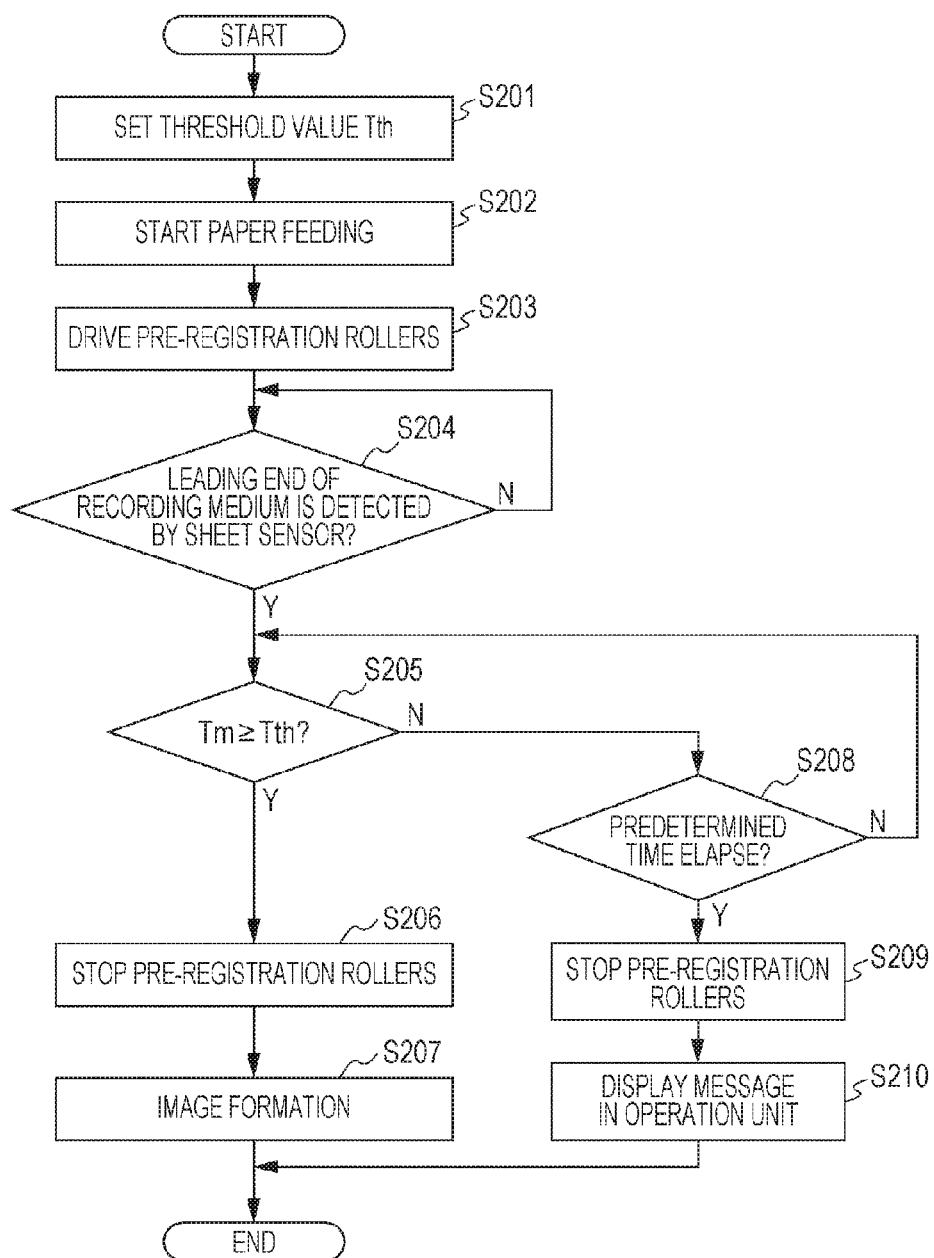 START
S201
SET THRESHOLD VALUE Tth
S202
START PAPER FEEDING
S203
DRIVE PRE-REGISTRATION ROLLERS
S204
LEADING END OF
RECORDING MEDIUM IS DETECTED
BY SHEET SENSOR?
N
Y
S205
Tm ≥ Tth?
N
Y
S208
PREDETERMINED
TIME ELAPSE?
N
Y
S206
STOP PRE-REGISTRATION ROLLERS
S209
STOP PRE-REGISTRATION
ROLLERS
S207
IMAGE FORMATION
S210
DISPLAY MESSAGE
IN OPERATION UNIT
END